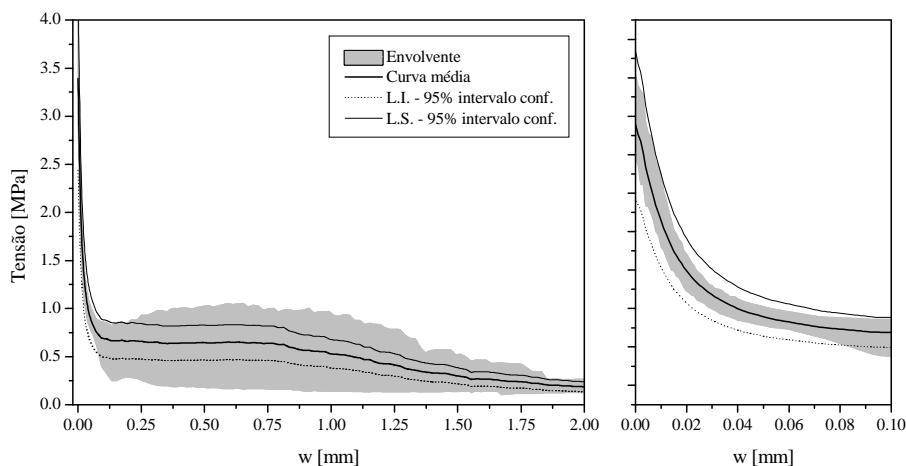 4.0
3.5
3.0
2.5
2.0
1.5
1.0
0.5
0.0
Tensão [MPa]
Envolvente
Curva média
L.I. - 95% intervalo conf.
L.S. - 95% intervalo conf.
0.00 0.25 0.50 0.75 1.00 1.25 1.50 1.75 2.00
w [mm]
0.00 0.02 0.04 0.06 0.08 0.10
w [mm]